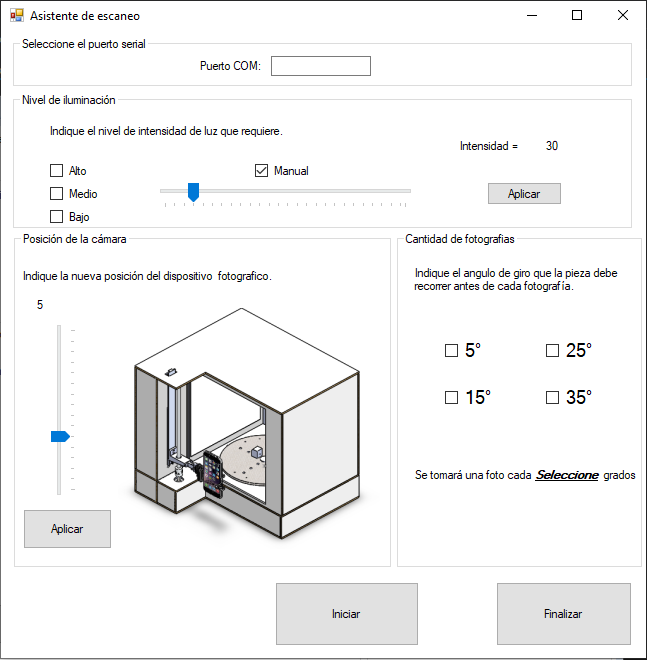 Asistente de escaneo
Seleccione el puerto serial
Puerto COM:
Nivel de iluminación
Indique el nivel de intensidad de luz que requiere.
Intensidad =
30
Alto
Manual
Medio
Aplicar
Bajo
Posición de la cámara
Indique la nueva posición del dispositivo fotografico.
5
Aplicar
Cantidad de fotografias
Indique el angulo de giro que la pieza debe
recorrer antes de cada fotografía.
5°
25°
15°
35°
Se tomará una foto cada Seleccione grados
Iniciar
Finalizar